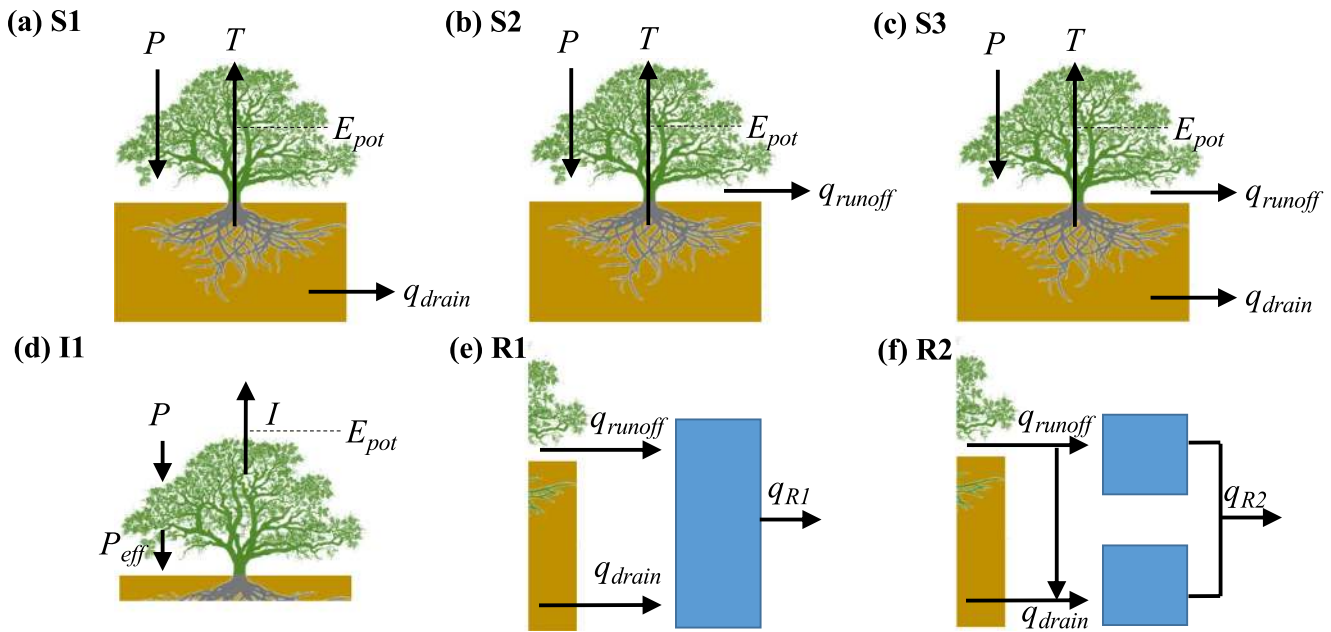 (a) S1
P
T
E_pot
q_drain
(b) S2
P
T
E_pot
q_runoff
(c) S3
P
T
E_pot
q_runoff
q_drain
(d) I1
P
I
E_pot
P_eff
(e) R1
q_runoff
q_R1
q_drain
(f) R2
q_runoff
q_R2
q_drain